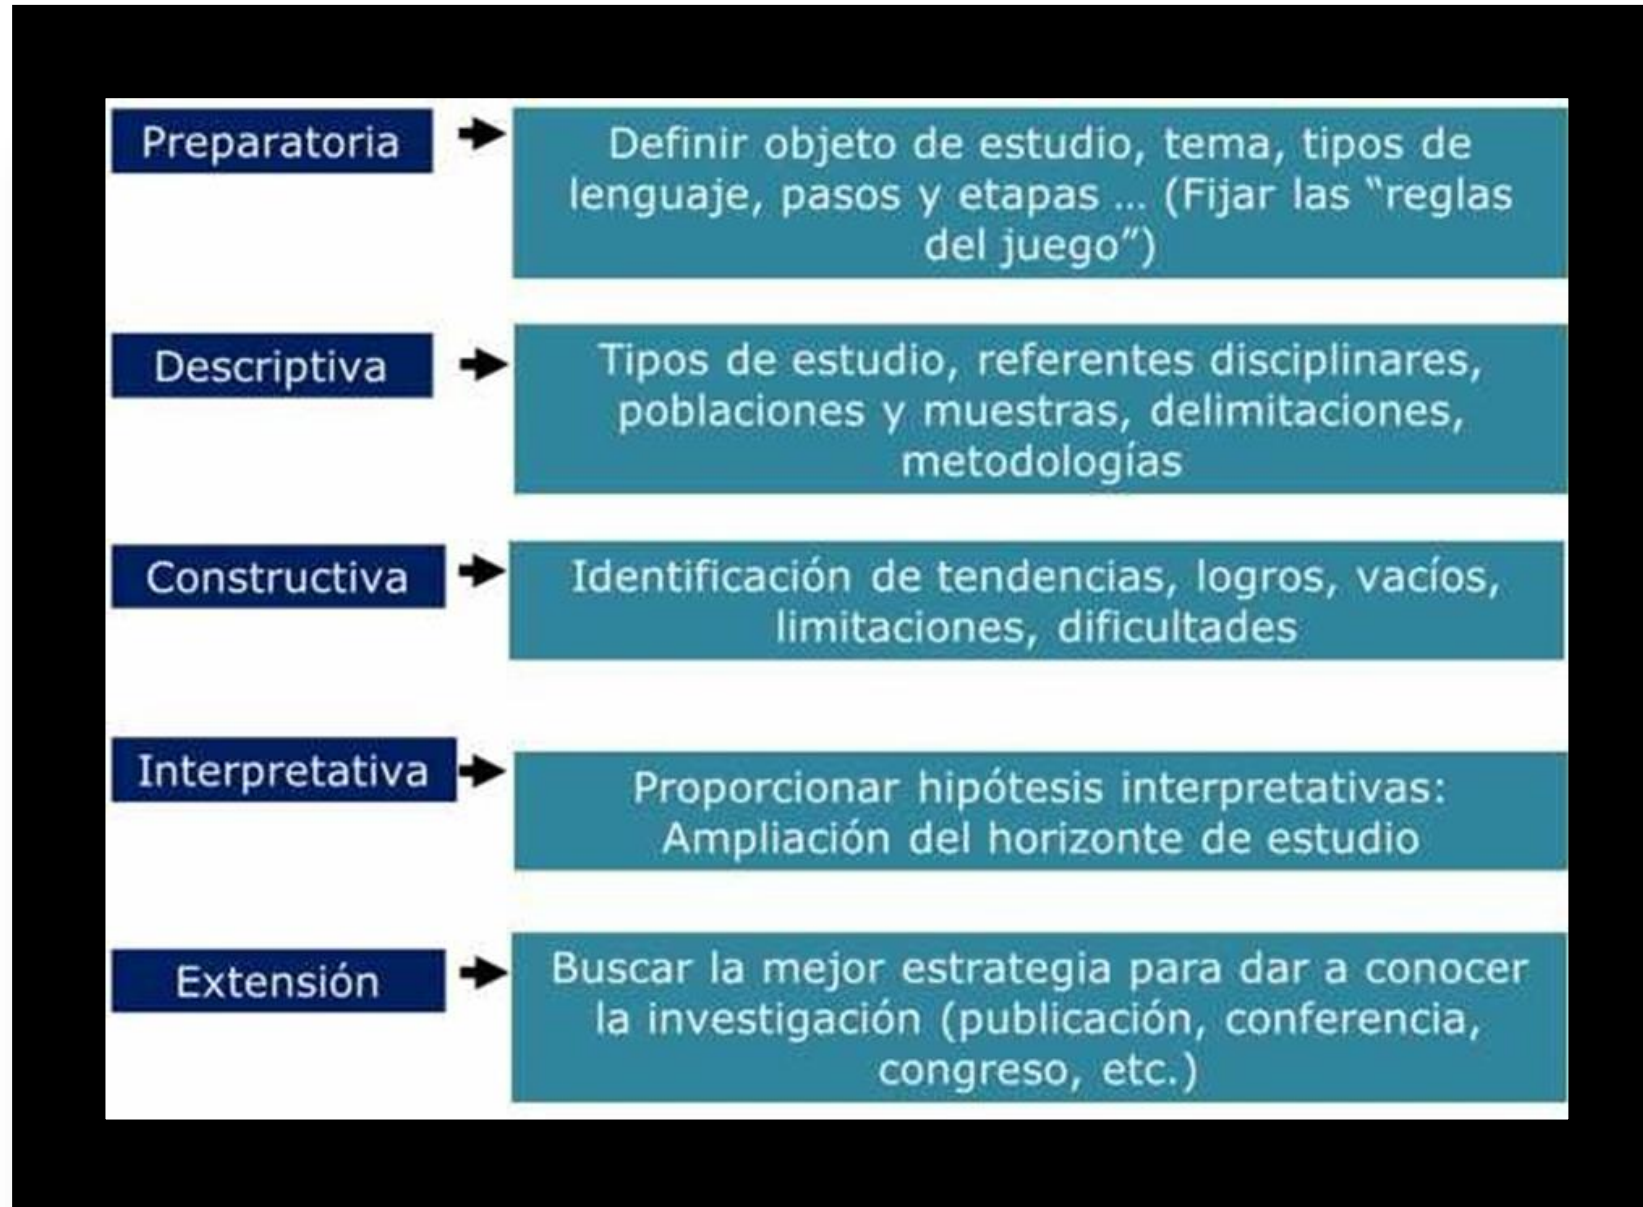 Preparatoria
Definir objeto de estudio, tema, tipos de
lenguaje, pasos y etapas ... (Fijar las “reglas
del juego”)
Descriptiva
Tipos de estudio, referentes disciplinares,
poblaciones y muestras, delimitaciones,
metodologías
Constructiva
Identificación de tendencias, logros, vacíos,
limitaciones, dificultades
Interpretativa
Proporcionar hipótesis interpretativas:
Ampliación del horizonte de estudio
Extensión
Buscar la mejor estrategia para dar a conocer
la investigación (publicación, conferencia,
congreso, etc.)